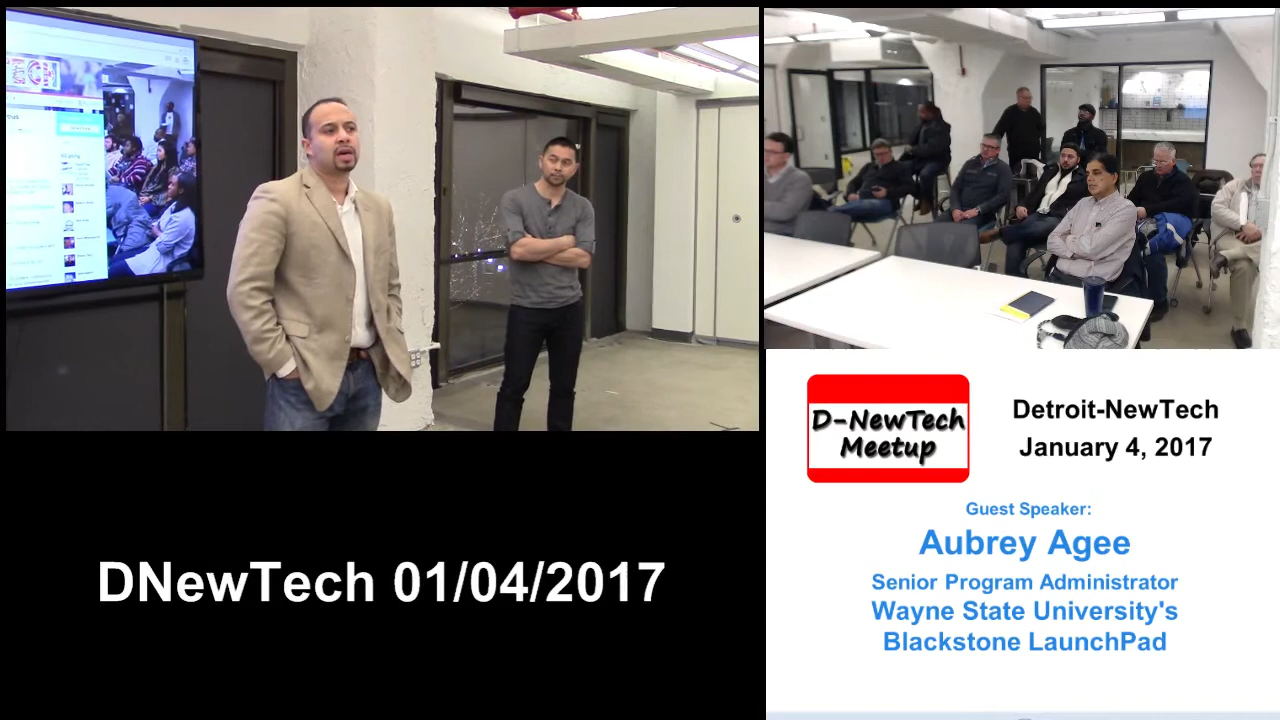 D-NewTech
Meetup
Detroit-NewTech
January 4, 2017
Guest Speaker:
Aubrey Agee
Senior Program Administrator
Wayne State University's
Blackstone LaunchPad
DNewTech 01/04/2017